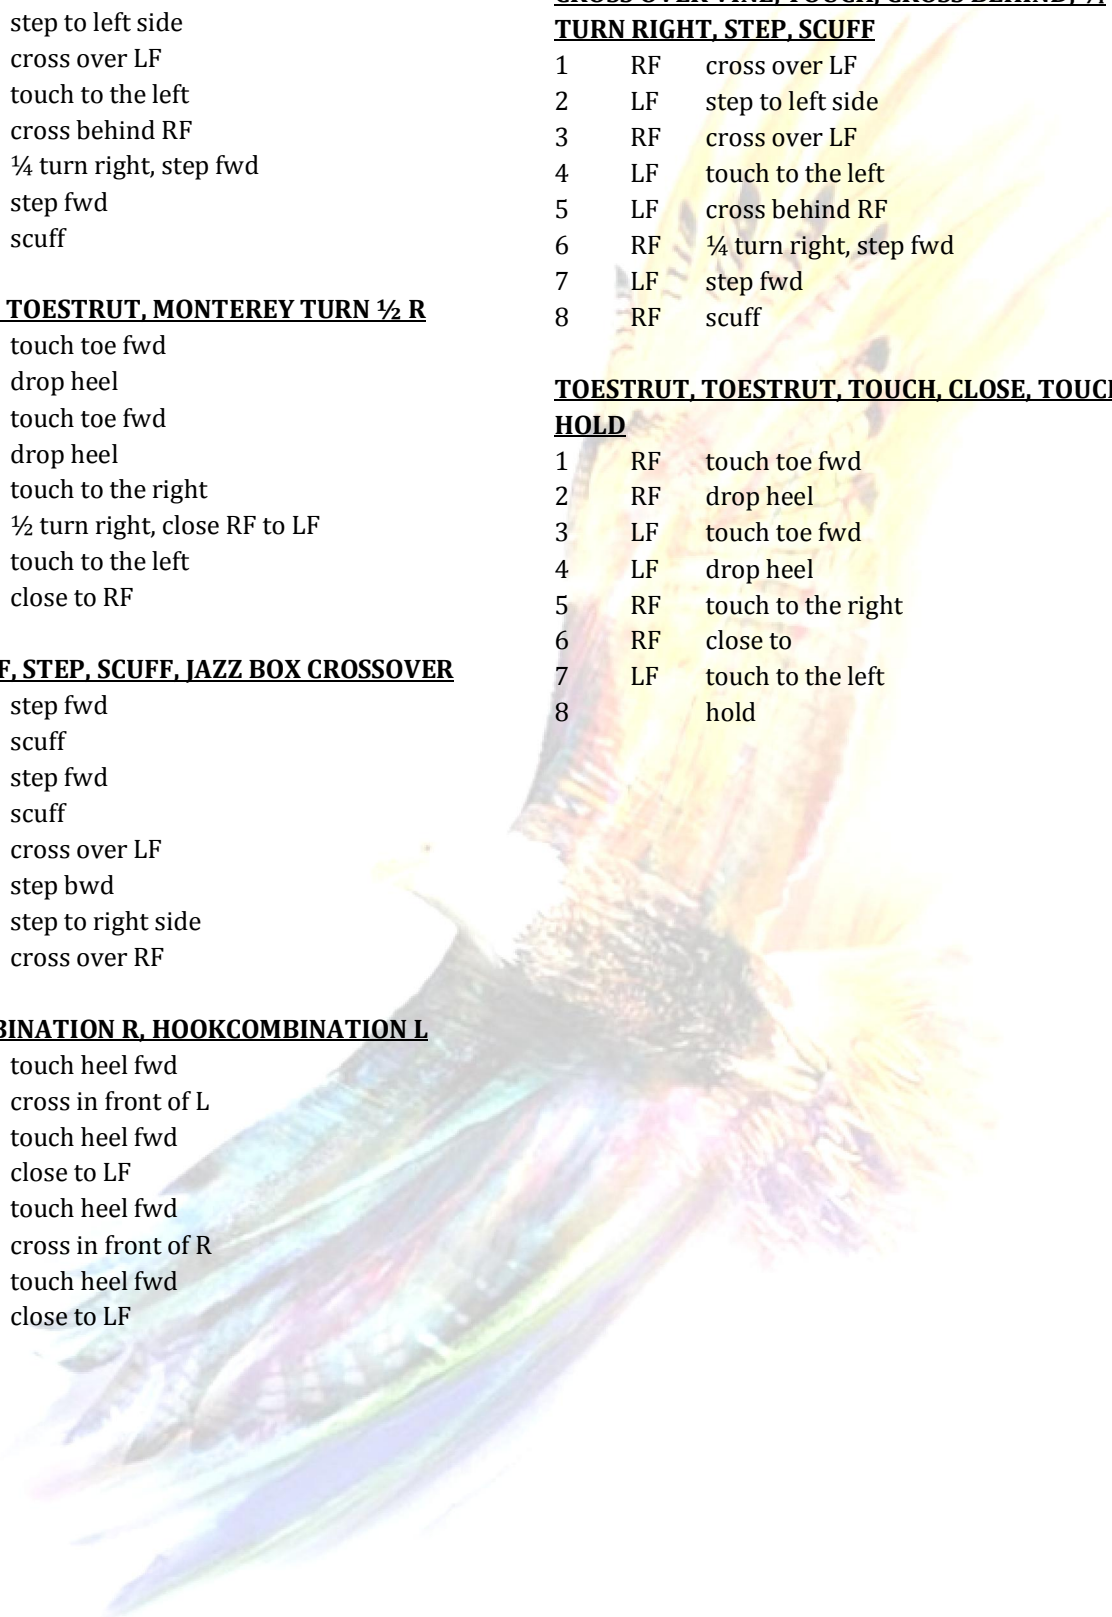 step to left side
cross over LF
touch to the left
cross behind RF
¼ turn right, step fwd
step fwd
scuff
TOESTRUT, MONTEREY TURN ½ R
touch toe fwd
drop heel
touch toe fwd
drop heel
touch to the right
½ turn right, close RF to LF
touch to the left
close to RF
F, STEP, SCUFF, JAZZ BOX CROSSOVER
step fwd
scuff
step fwd
scuff
cross over LF
step bwd
step to right side
cross over RF
BINATION R, HOOKCOMBINATION L
touch heel fwd
cross in front of L
touch heel fwd
close to LF
touch heel fwd
cross in front of R
touch heel fwd
close to LF
CROSS OVER VINE, TOUCH, CROSS BEHIND, ¼
TURN RIGHT, STEP, SCUFF
1 RF cross over LF
2 LF step to left side
3 RF cross over LF
4 LF touch to the left
5 LF cross behind RF
6 RF ¼ turn right, step fwd
7 LF step fwd
8 RF scuff
TOESTRUT, TOESTRUT, TOUCH, CLOSE, TOUCH
HOLD
1 RF touch toe fwd
2 RF drop heel
3 LF touch toe fwd
4 LF drop heel
5 RF touch to the right
6 RF close to
7 LF touch to the left
8 hold